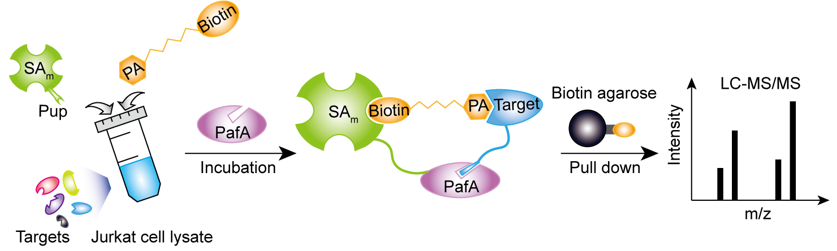 Biotin
PA
SAm
Pup
PafA
Incubation
Targets
Jurkat cell lysate
SAm
Biotin
PA
Target
PafA
Biotin agarose
Pull down
LC-MS/MS
Intensity
m/z